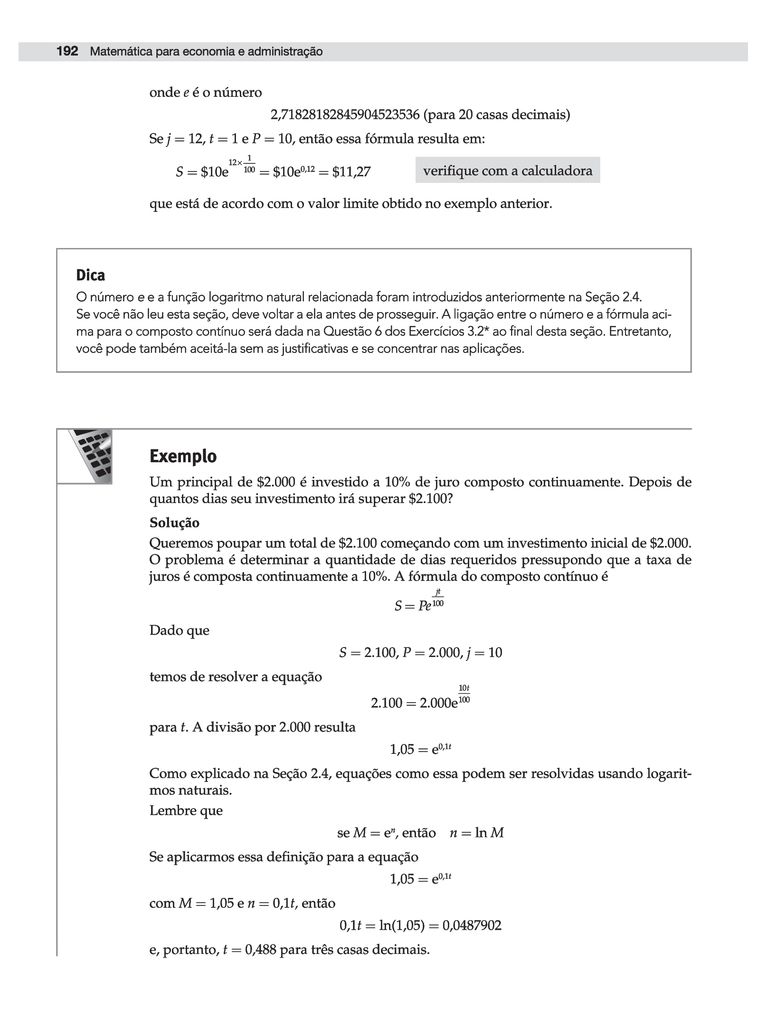 192 Matemática para economia e administração
onde e é o número
2,71828182845904523536 (para 20 casas decimais)
Se j = 12, t = 1 e P = 10, então essa fórmula resulta em:
S = $10e^{12×\frac{1}{100}} = $10e^{0,12} = $11,27 verifique com a calculadora
que está de acordo com o valor limite obtido no exemplo anterior.
Dica
O número e e a função logaritmo natural relacionada foram introduzidos anteriormente na Seção 2.4.
Se você não leu esta seção, deve voltar a ela antes de prosseguir. A ligação entre o número e a fórmula aci-
ma para o composto contínuo será dada na Questão 6 dos Exercícios 3.2* ao final desta seção. Entretanto,
você pode também aceitá-la sem as justificativas e se concentrar nas aplicações.
Exemplo
Um principal de $2.000 é investido a 10% de juro composto continuamente. Depois de
quantos dias seu investimento irá superar $2.100?
Solução
Queremos poupar um total de $2.100 começando com um investimento inicial de $2.000.
O problema é determinar a quantidade de dias requeridos pressupondo que a taxa de
juros é composta continuamente a 10%. A fórmula do composto contínuo é
S = Pe^{\frac{jt}{100}}
Dado que
S = 2.100, P = 2.000, j = 10
temos de resolver a equação
2.100 = 2.000e^{\frac{10t}{100}}
para t. A divisão por 2.000 resulta
1,05 = e^{0,1t}
Como explicado na Seção 2.4, equações como essa podem ser resolvidas usando logarit-
mos naturais.
Lembre que
se M = e^n, então n = ln M
Se aplicarmos essa definição para a equação
1,05 = e^{0,1t}
com M = 1,05 e n = 0,1t, então
0,1t = ln(1,05) = 0,0487902
e, portanto, t = 0,488 para três casas decimais.